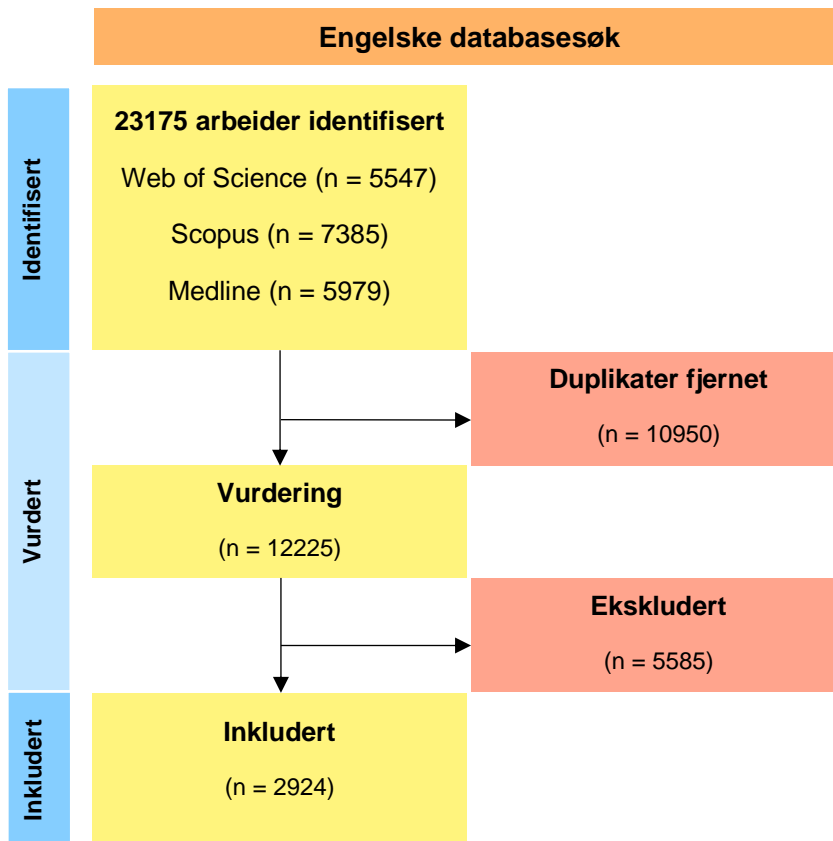 Engelske databasesøk
Identifisert
23175 arbeider identifisert
Web of Science (n = 5547)
Scopus (n = 7385)
Medline (n = 5979)
Vurdert
Duplikater fjernet
(n = 10950)
Vurdering
(n = 12225)
Ekskludert
(n = 5585)
Inkludert
Inkludert
(n = 2924)